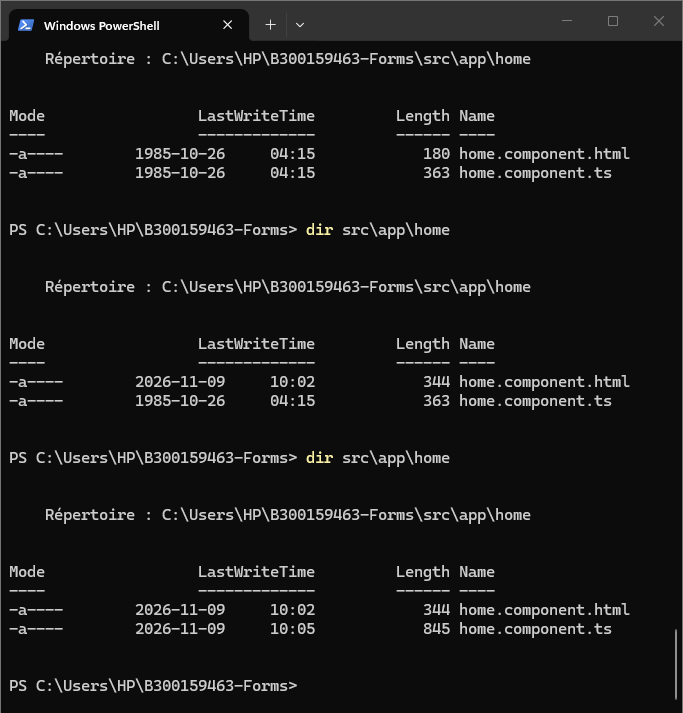 Windows PowerShell
Répertoire : C:\Users\HP\B300159463-Forms\src\app\home
Mode LastWriteTime Length Name
---- ------------- ------ ----
-a---- 1985-10-26 04:15 180 home.component.html
-a---- 1985-10-26 04:15 363 home.component.ts
PS C:\Users\HP\B300159463-Forms> dir src\app\home
Répertoire : C:\Users\HP\B300159463-Forms\src\app\home
Mode LastWriteTime Length Name
---- ------------- ------ ----
-a---- 2026-11-09 10:02 344 home.component.html
-a---- 1985-10-26 04:15 363 home.component.ts
PS C:\Users\HP\B300159463-Forms> dir src\app\home
Répertoire : C:\Users\HP\B300159463-Forms\src\app\home
Mode LastWriteTime Length Name
---- ------------- ------ ----
-a---- 2026-11-09 10:02 344 home.component.html
-a---- 2026-11-09 10:05 845 home.component.ts
PS C:\Users\HP\B300159463-Forms>